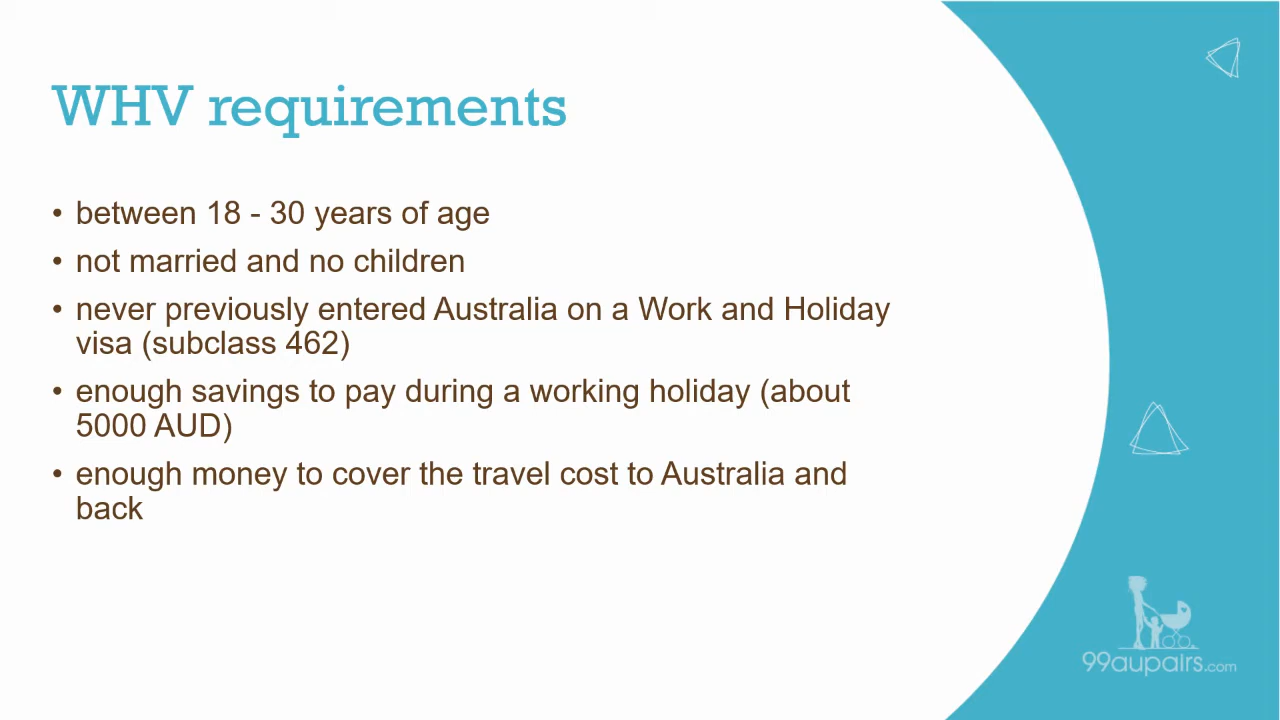 WHV requirements
• between 18 - 30 years of age
• not married and no children
• never previously entered Australia on a Work and Holiday
visa (subclass 462)
• enough savings to pay during a working holiday (about
5000 AUD)
• enough money to cover the travel cost to Australia and
back
99aupairs.com